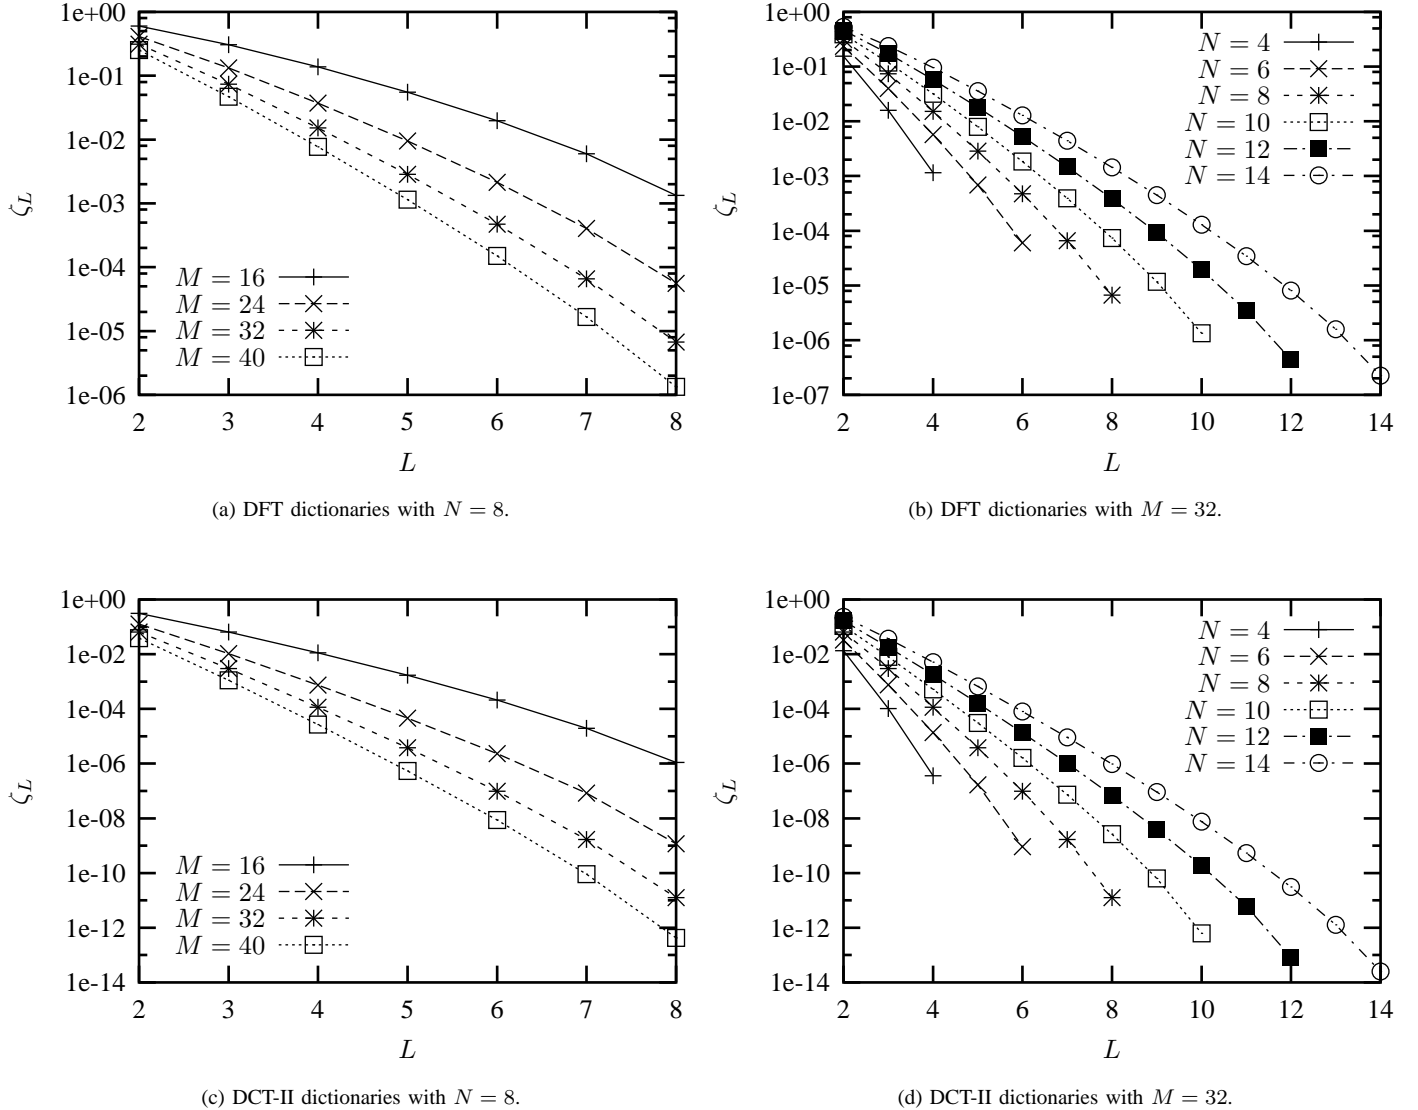 1e+00
1e-01
1e-02
1e-03
1e-04
1e-05
1e-06
ζL
M = 16
M = 24
M = 32
M = 40
2 3 4 5 6 7 8
L
(a) DFT dictionaries with N = 8.
1e+00
1e-01
1e-02
1e-03
1e-04
1e-05
1e-06
1e-07
ζL
N = 4
N = 6
N = 8
N = 10
N = 12
N = 14
2 4 6 8 10 12 14
L
(b) DFT dictionaries with M = 32.
1e+00
1e-02
1e-04
1e-06
1e-08
1e-10
1e-12
1e-14
ζL
M = 16
M = 24
M = 32
M = 40
2 3 4 5 6 7 8
L
(c) DCT-II dictionaries with N = 8.
1e+00
1e-02
1e-04
1e-06
1e-08
1e-10
1e-12
1e-14
ζL
N = 4
N = 6
N = 8
N = 10
N = 12
N = 14
2 4 6 8 10 12 14
L
(d) DCT-II dictionaries with M = 32.